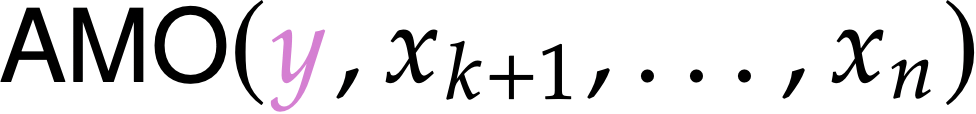 AMO(y, x_{k+1}, ..., x_n)